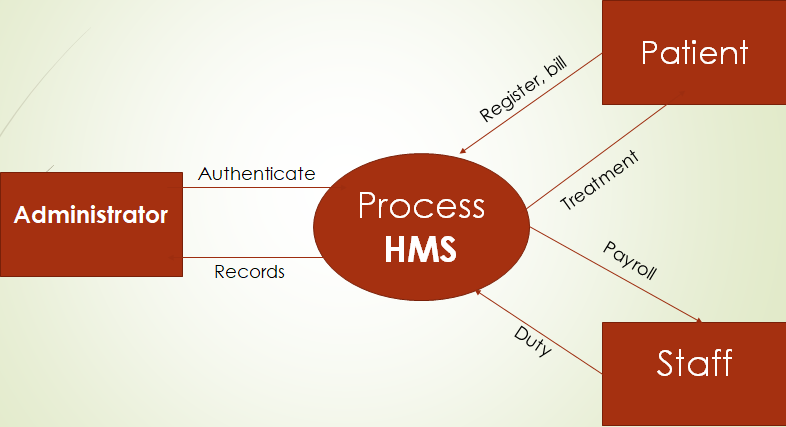 Patient
Register, bill
Authenticate
Treatment
Administrator
Process
HMS
Records
Payroll
Duty
Staff